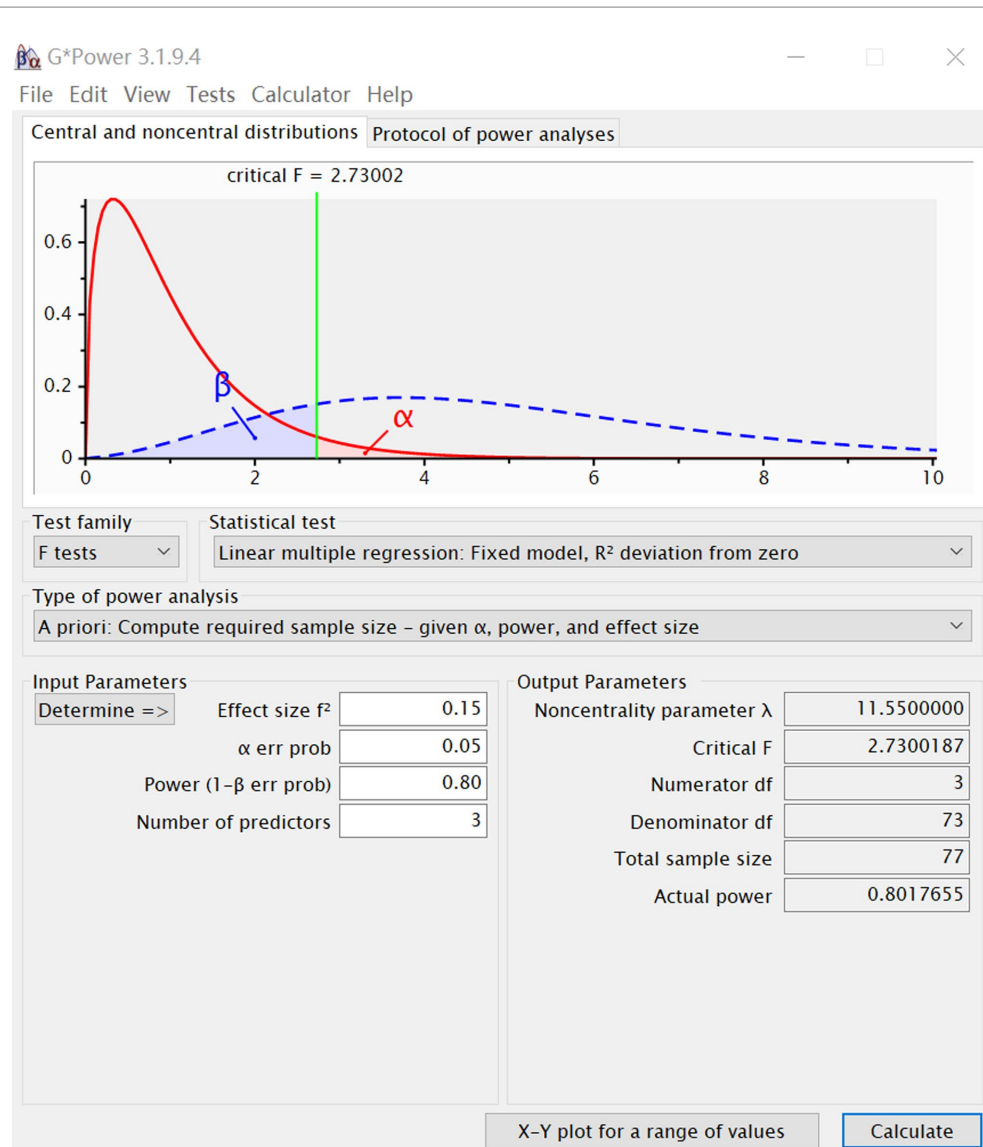 G*Power 3.1.9.4
File Edit View Tests Calculator Help
Central and noncentral distributions Protocol of power analyses
critical F = 2.73002
0.6
0.4
0.2
0
β
α
0 2 4 6 8 10
Test family Statistical test
F tests Linear multiple regression: Fixed model, R² deviation from zero
Type of power analysis
A priori: Compute required sample size – given α, power, and effect size
Input Parameters
Determine => Effect size f² 0.15
α err prob 0.05
Power (1–β err prob) 0.80
Number of predictors 3
Output Parameters
Noncentrality parameter λ 11.5500000
Critical F 2.7300187
Numerator df 3
Denominator df 73
Total sample size 77
Actual power 0.8017655
X–Y plot for a range of values Calculate